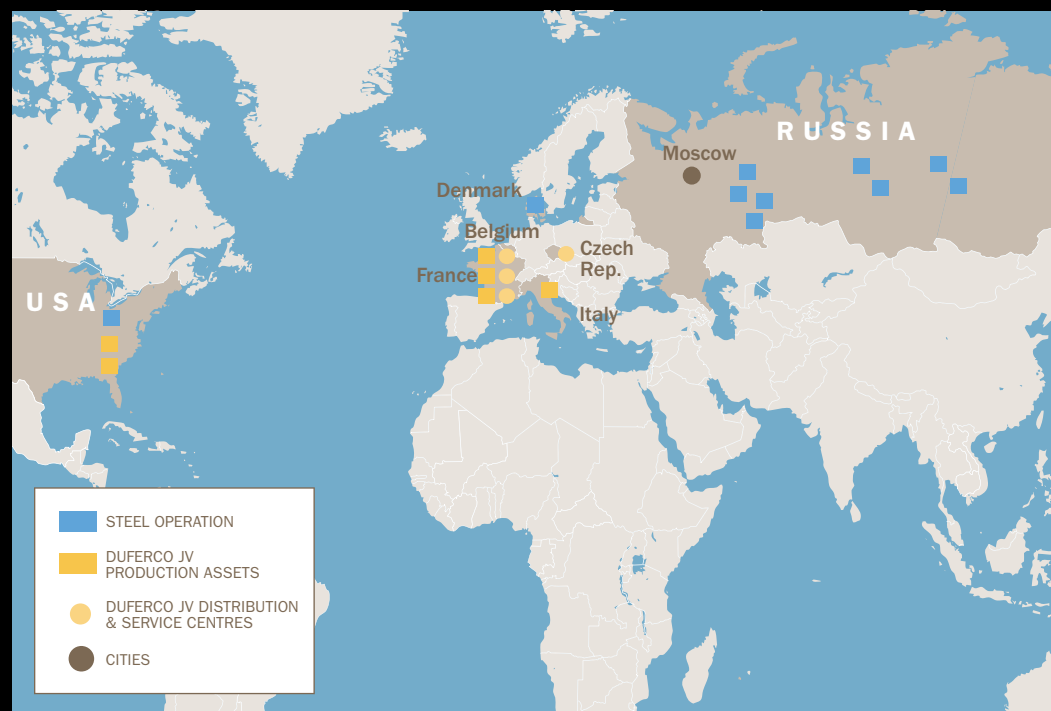 RUSSIA
Moscow
Denmark
Belgium
Czech
Rep.
France
USA
Italy
STEEL OPERATION
DUFERCO JV
PRODUCTION ASSETS
DUFERCO JV DISTRIBUTION
& SERVICE CENTRES
CITIES